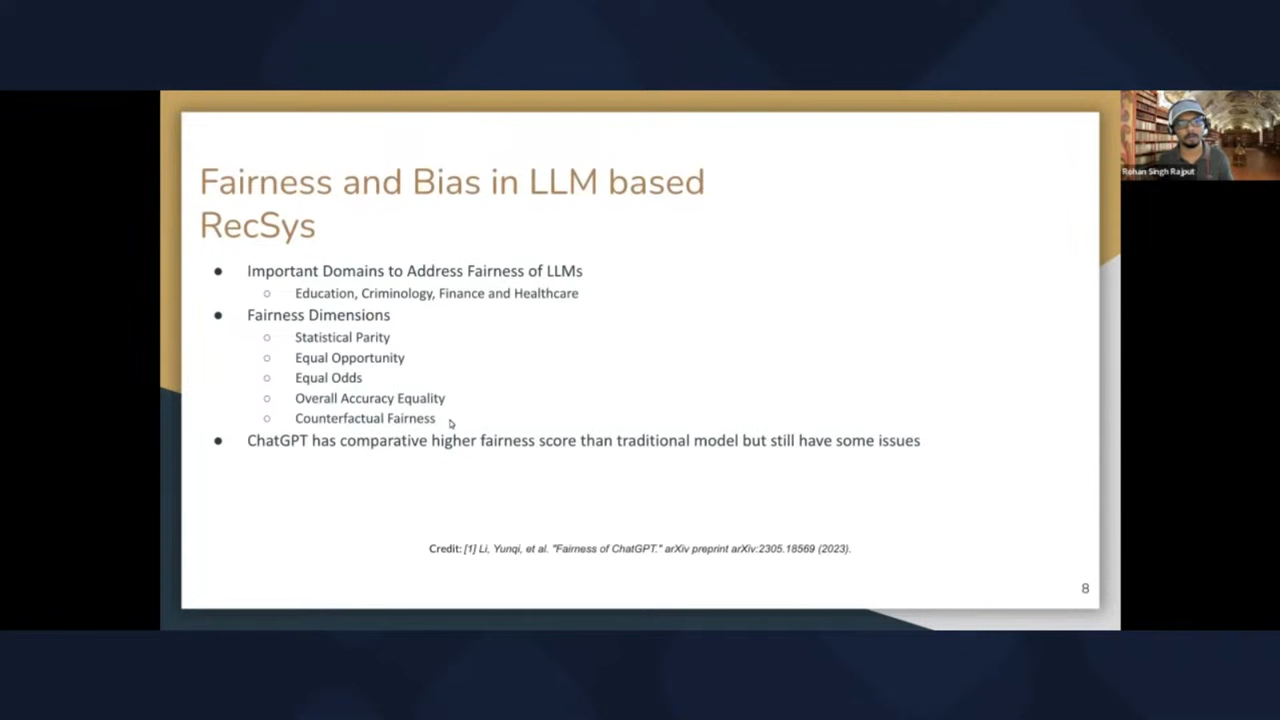 Fairness and Bias in LLM based
RecSys
● Important Domains to Address Fairness of LLMs
○ Education, Criminology, Finance and Healthcare
● Fairness Dimensions
○ Statistical Parity
○ Equal Opportunity
○ Equal Odds
○ Overall Accuracy Equality
○ Counterfactual Fairness
● ChatGPT has comparative higher fairness score than traditional model but still have some issues
Credit: [1] Li, Yunqi, et al. "Fairness of ChatGPT." arXiv preprint arXiv:2305.18569 (2023).
8
Rohan Singh Rajput